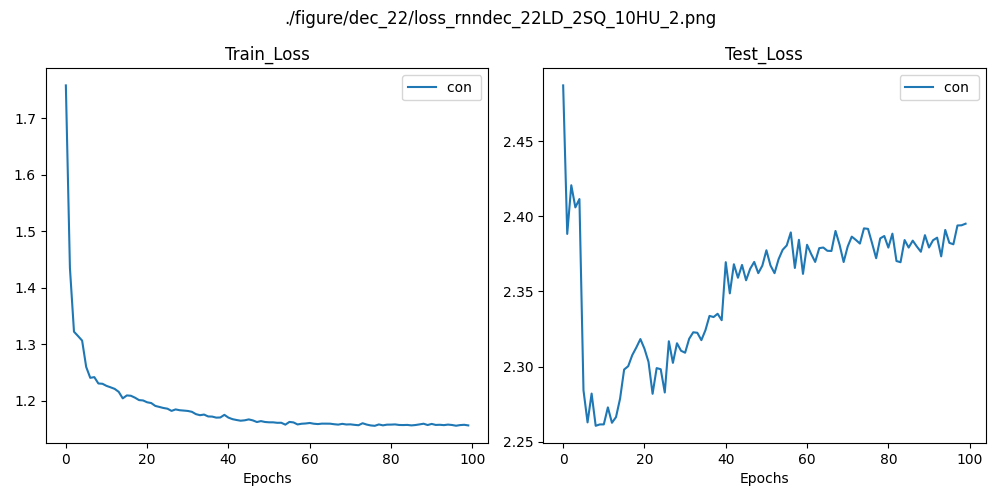 ./figure/dec_22/loss_rnndec_22LD_2SQ_10HU_2.png
Train_Loss
con
1.7
1.6
1.5
1.4
1.3
1.2
0 20 40 60 80 100
Epochs
Test_Loss
con
2.45
2.40
2.35
2.30
2.25
0 20 40 60 80 100
Epochs